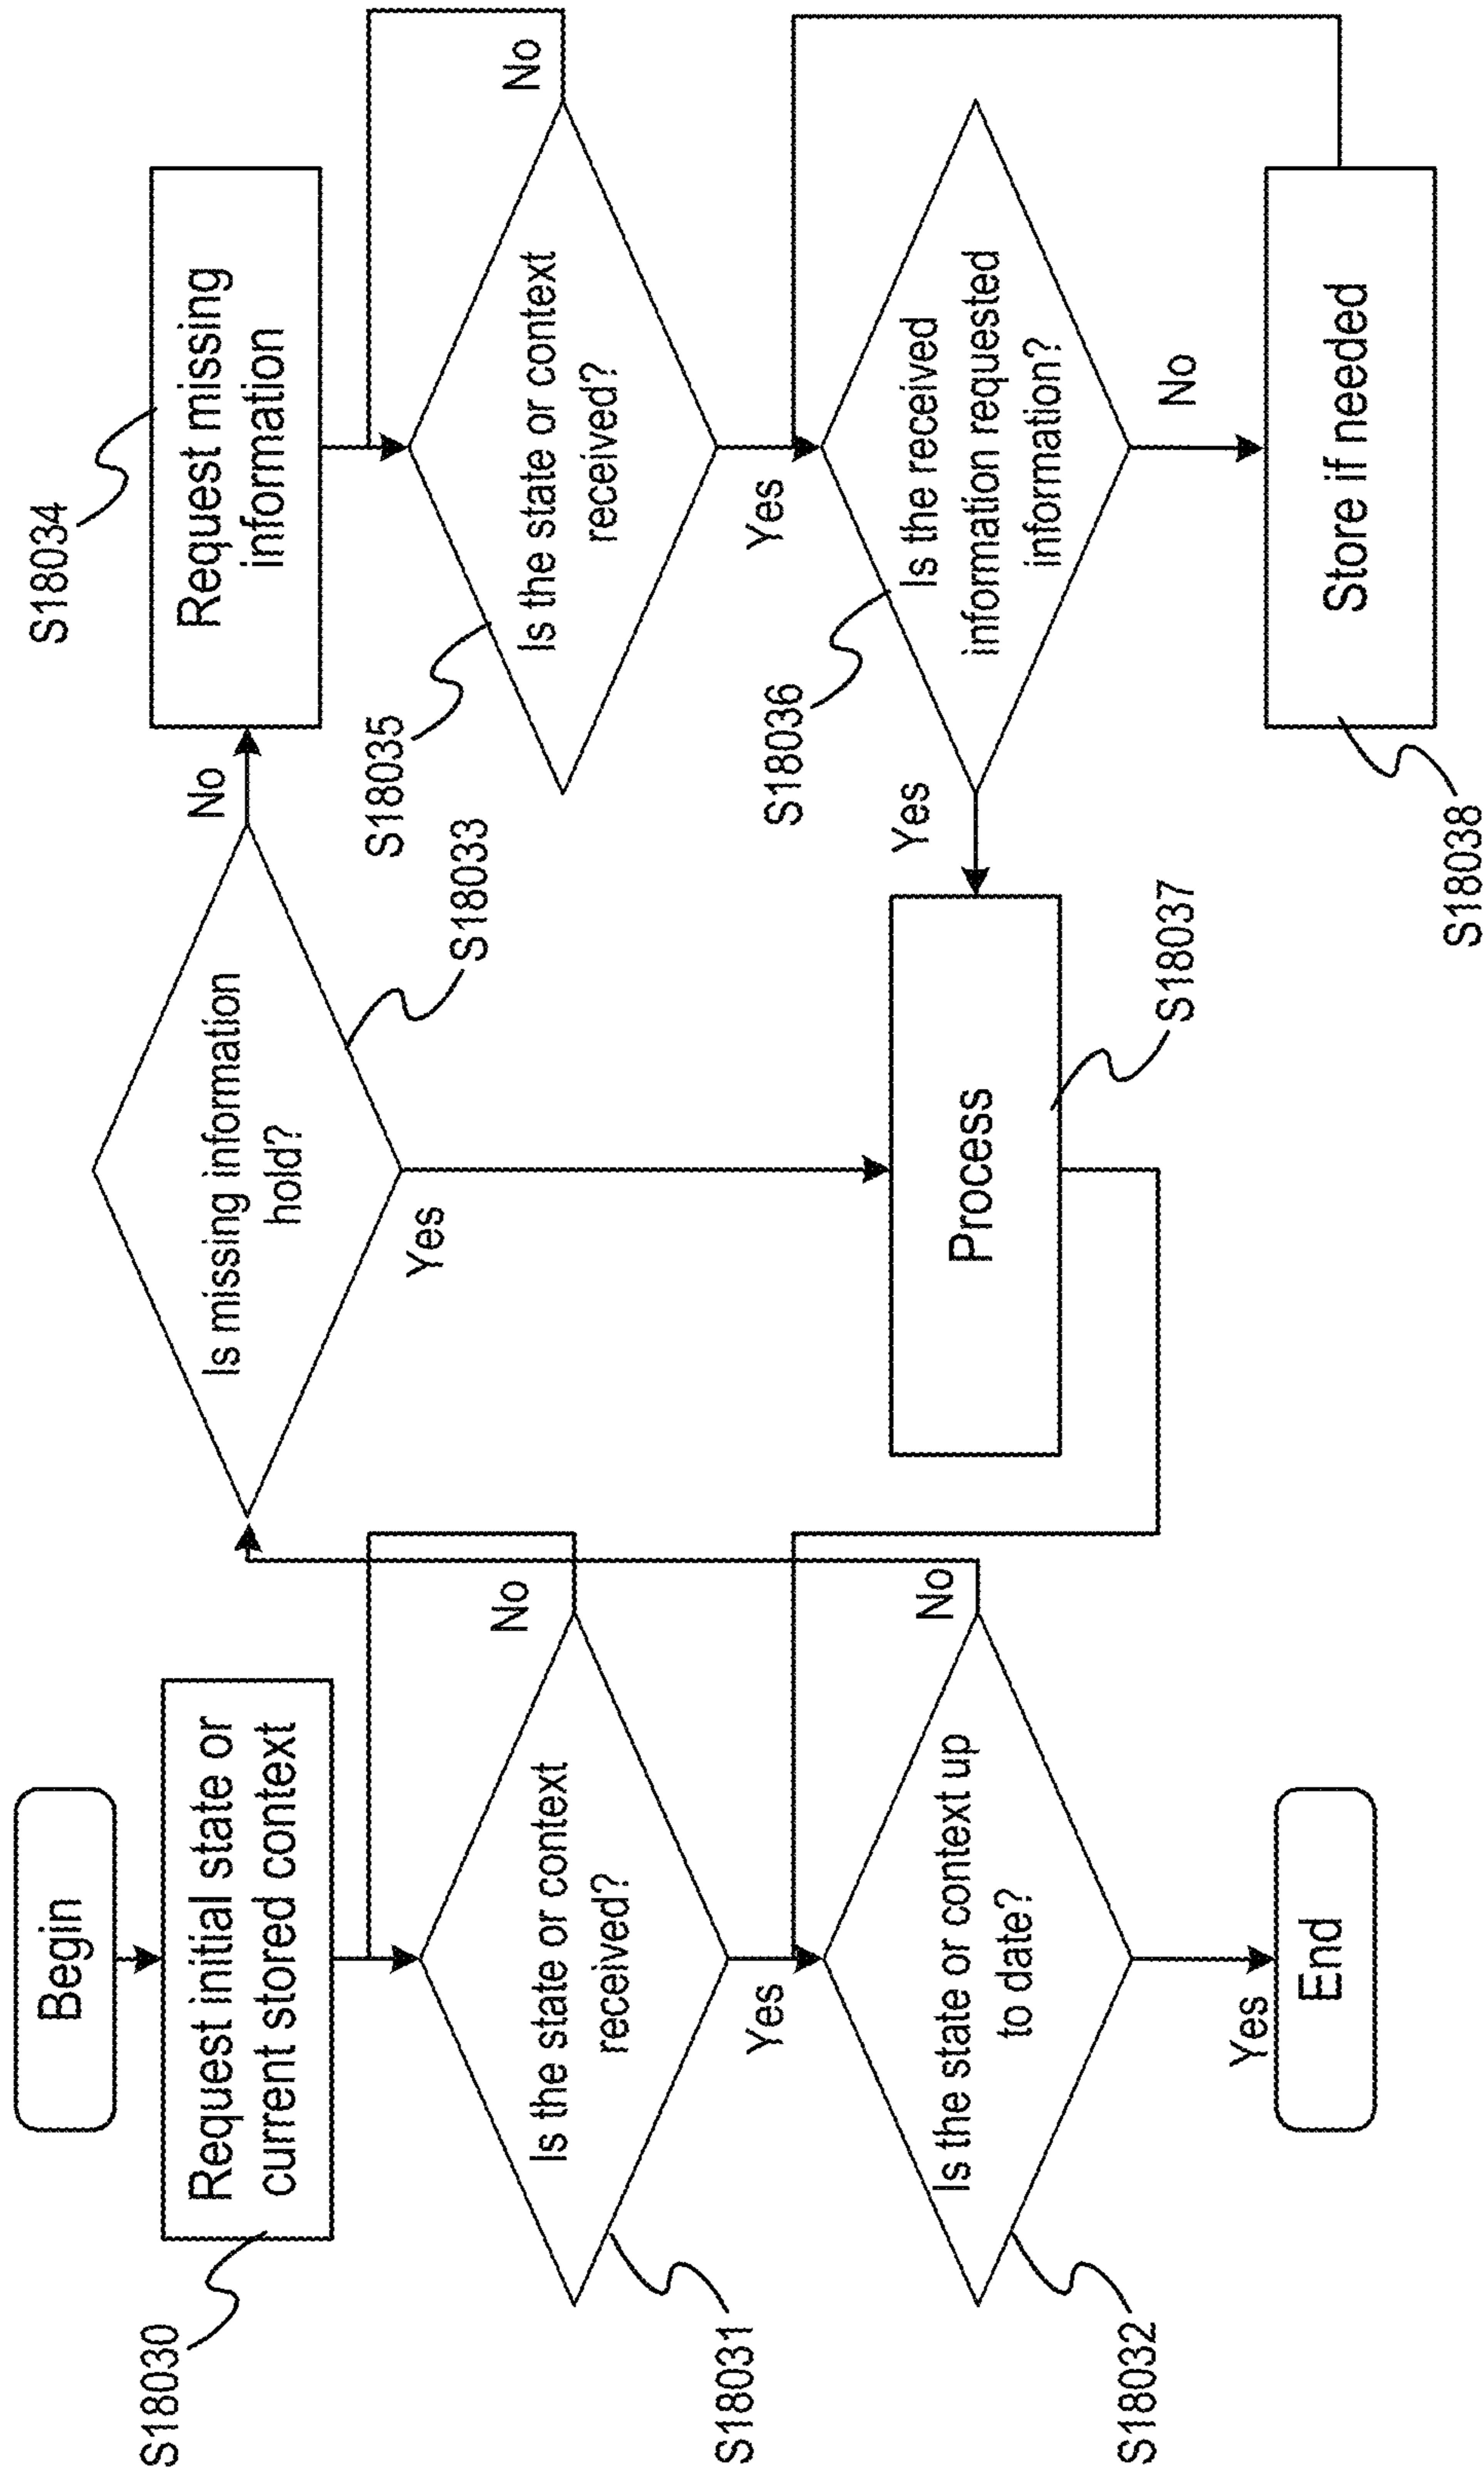 Begin
S18030
Request initial state or
current stored context
S18031
Is the state or context
received?
No
Yes
S18032
Is the state or context up
to date?
No
Yes
End
Is missing information
hold?
S18033
No
Yes
Process
S18037
S18034
Request missing
information
S18035
Is the state or context
received?
No
Yes
S18036
Is the received
information requested
information?
Yes
No
Store if needed
S18038